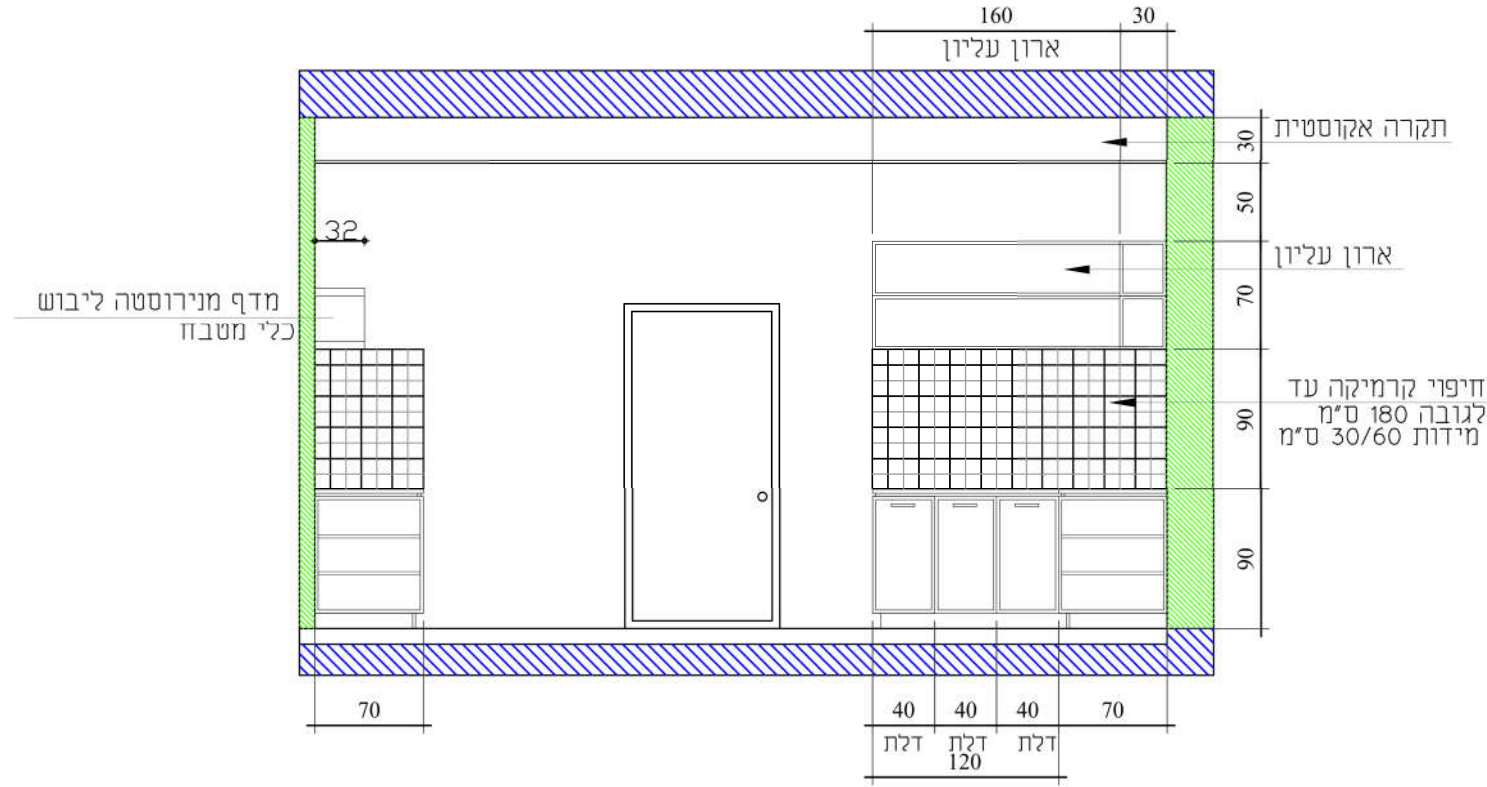 160
30
ארון עליון
תקרה אקוסטית
30
50
32
ארון עליון
70
מדף מנירוסטה ליבוש
כלי מטבח
חיפוי קרמיקה עד
לגובה 180 ס"מ
מידות 30/60 ס"מ
90
90
70
40
40
40
70
דלת
דלת
דלת
120